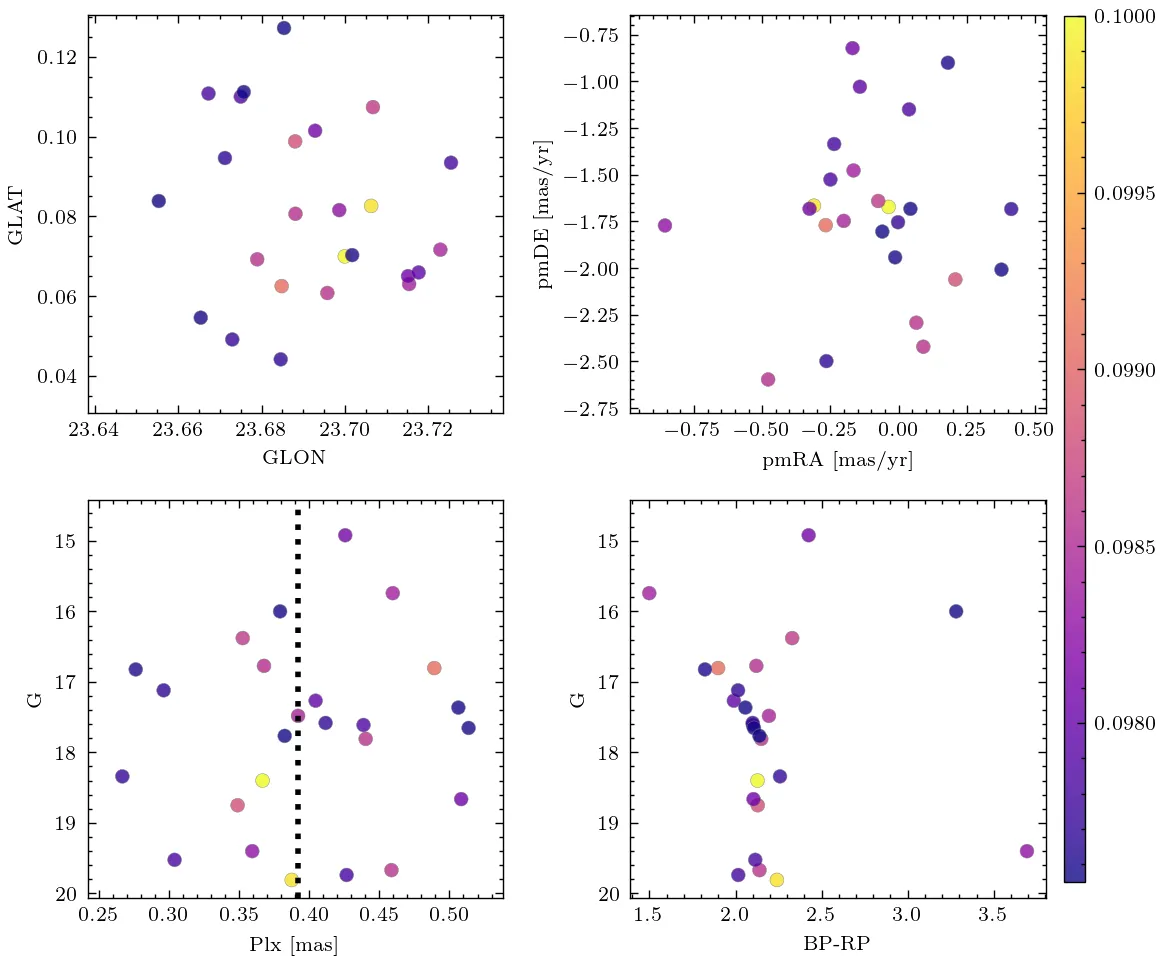 0.12
0.10
0.08
0.06
0.04
GLAT
23.64 23.66 23.68 23.70 23.72
GLON
−0.75
−1.00
−1.25
−1.50
−1.75
−2.00
−2.25
−2.50
−2.75
pmDE [mas/yr]
−0.75 −0.50 −0.25 0.00 0.25 0.50
pmRA [mas/yr]
0.1000
0.0995
0.0990
0.0985
0.0980
15
16
17
18
19
20
G
0.25 0.30 0.35 0.40 0.45 0.50
Plx [mas]
15
16
17
18
19
20
G
1.5 2.0 2.5 3.0 3.5
BP-RP